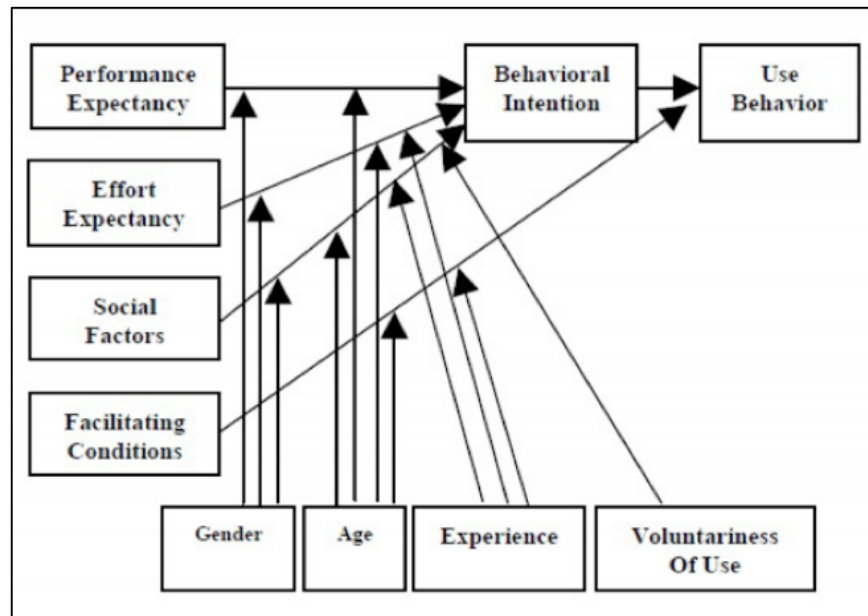 Performance
Expectancy
Behavioral
Intention
Use
Behavior
Effort
Expectancy
Social
Factors
Facilitating
Conditions
Gender
Age
Experience
Voluntariness
Of Use